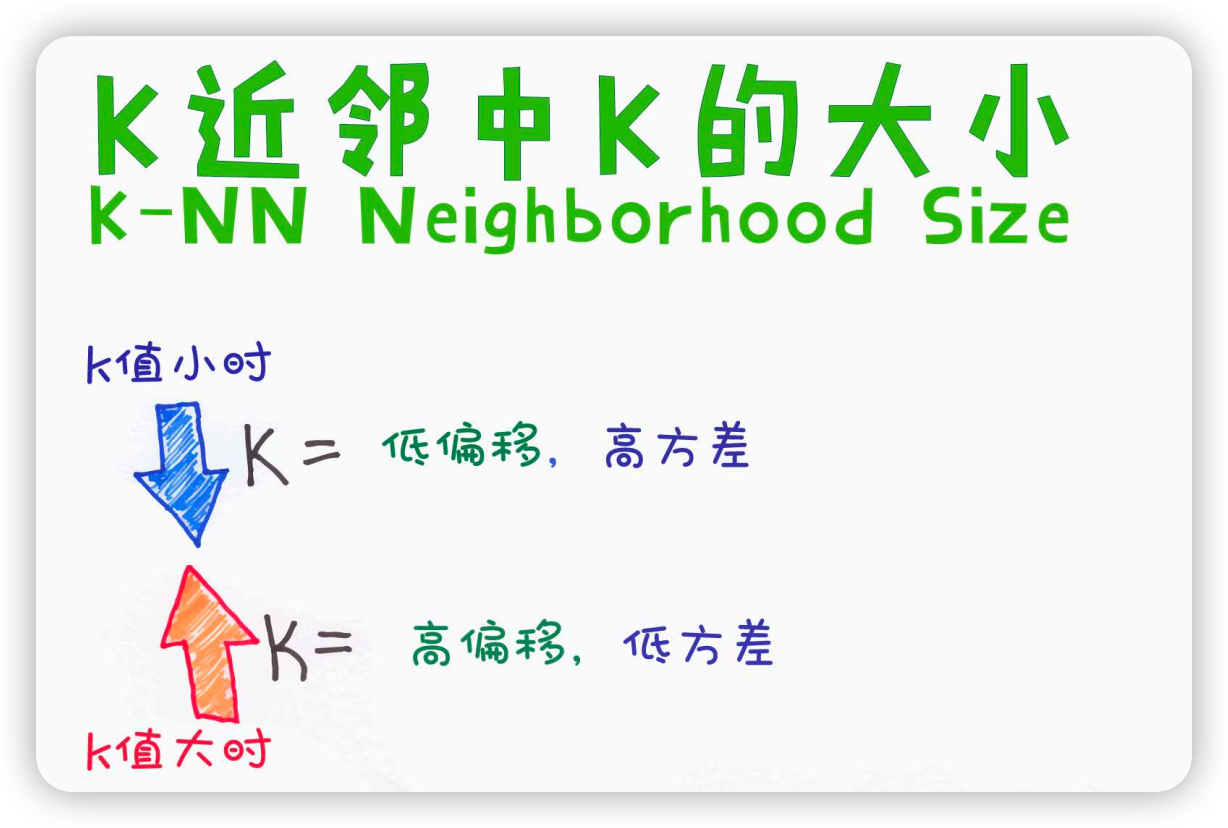 K近邻中K的大小
K-NN Neighborhood Size
k值小时
K = 低偏移, 高方差
K = 高偏移, 低方差
k值大时